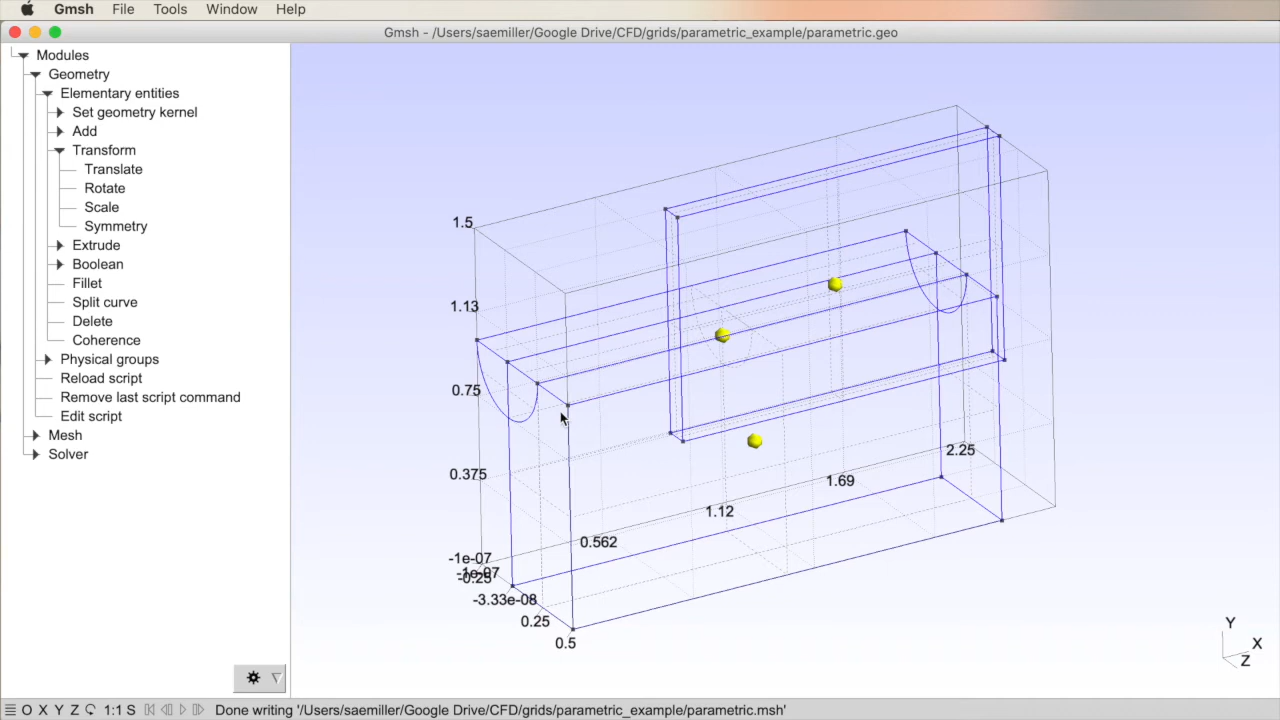 Gmsh File Tools Window Help
Gmsh - /Users/saemiller/Google Drive/CFD/grids/parametric_example/parametric.geo
Modules
Geometry
Elementary entities
Set geometry kernel
Add
Transform
Translate
Rotate
Scale
Symmetry
Extrude
Boolean
Fillet
Split curve
Delete
Coherence
Physical groups
Reload script
Remove last script command
Edit script
Mesh
Solver
1.5
1.13
0.75
0.375
-1e-07
-1e-07
-0.25
-3.33e-08
0.25
0.5
0.562
1.12
1.69
2.25
Y
X
Z
O X Y Z 1:1 S Done writing '/Users/saemiller/Google Drive/CFD/grids/parametric_example/parametric.msh'